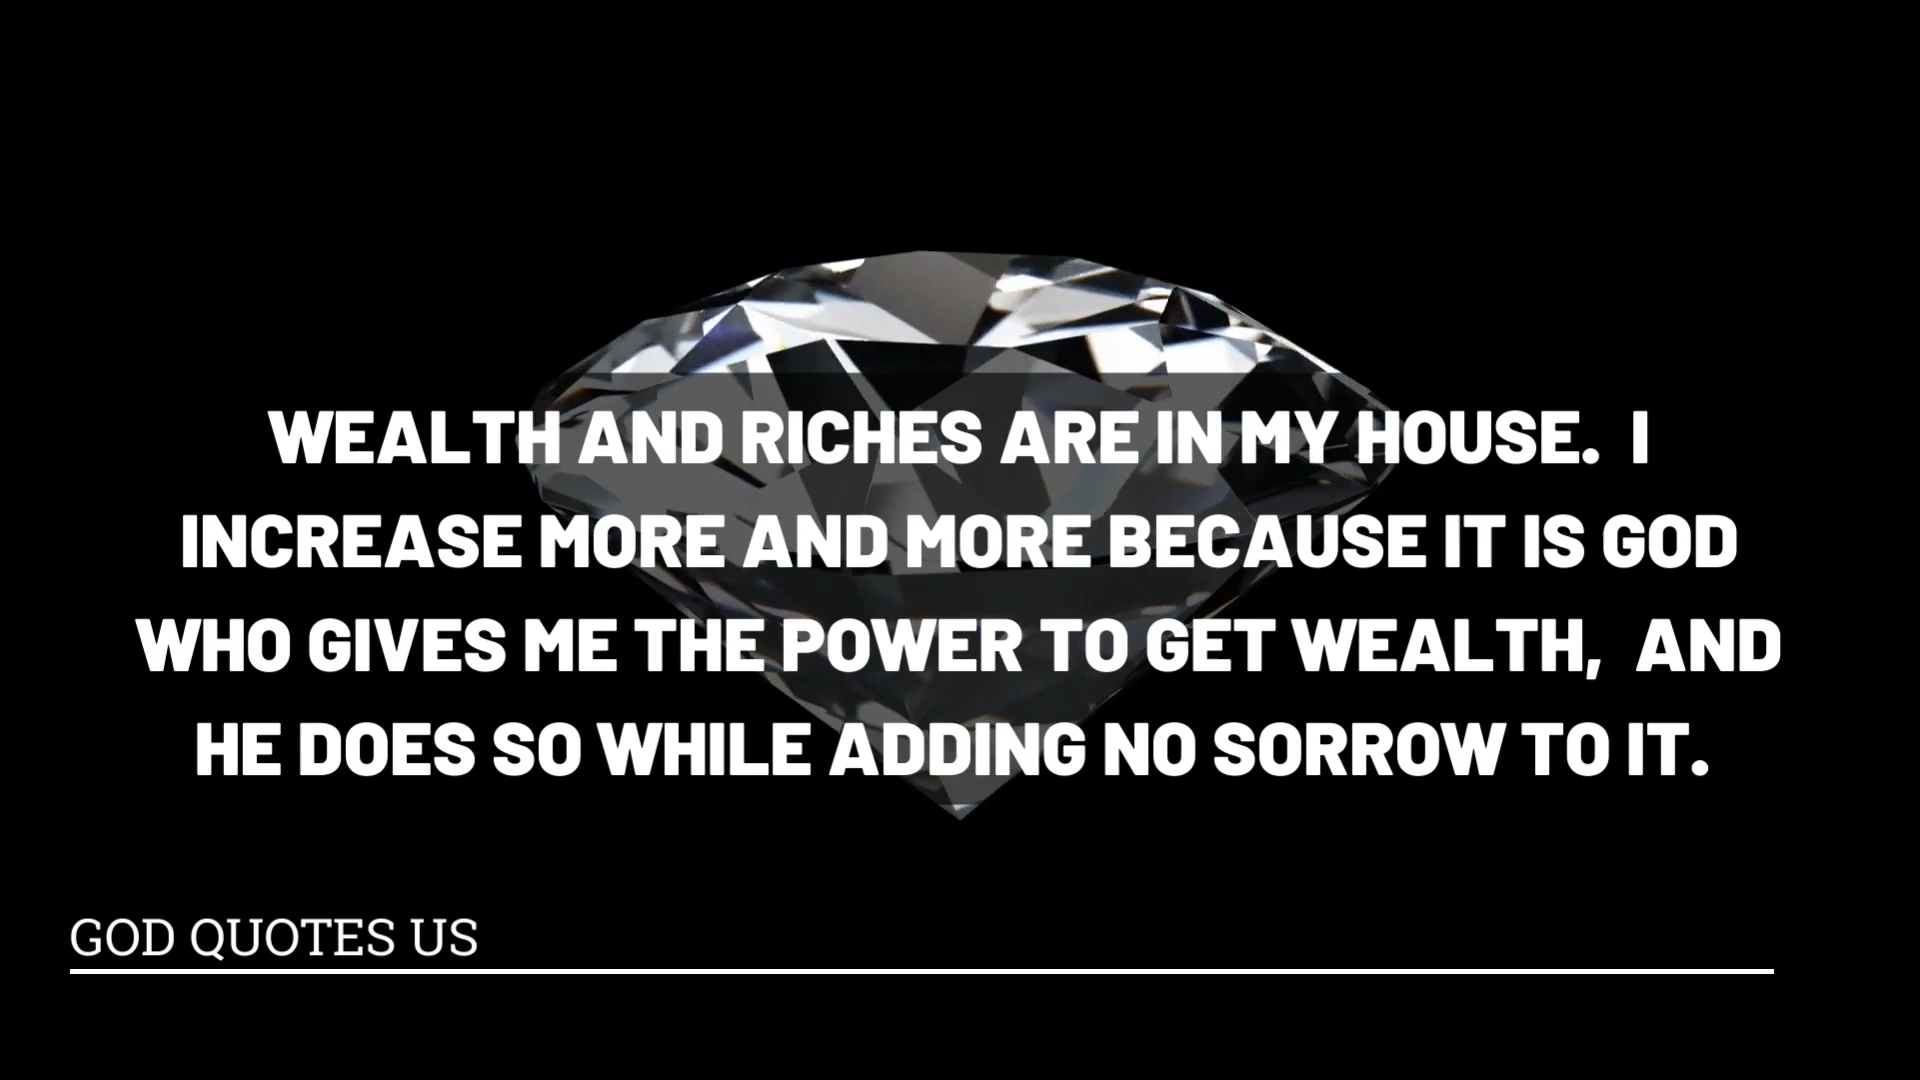 WEALTH AND RICHES ARE IN MY HOUSE. I
INCREASE MORE AND MORE BECAUSE IT IS GOD
WHO GIVES ME THE POWER TO GET WEALTH, AND
HE DOES SO WHILE ADDING NO SORROW TO IT.
GOD QUOTES US